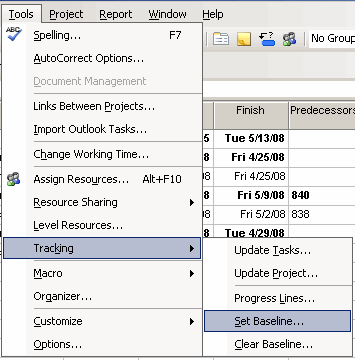 Tools Project Report Window Help
ABC Spelling... F7
No Group
AutoCorrect Options...
Document Management
Links Between Projects...
Finish Predecessors
Import Outlook Tasks...
5 Tue 5/13/08
Change Working Time...
Fri 4/25/08
Assign Resources... Alt+F10
Fri 4/25/08
Resource Sharing
Fri 5/9/08 840
Level Resources...
Fri 5/2/08 838
Tue 4/29/08
Tracking
Update Tasks...
Macro
Update Project...
Organizer...
Progress Lines...
Customize
Set Baseline...
Options...
Clear Baseline...